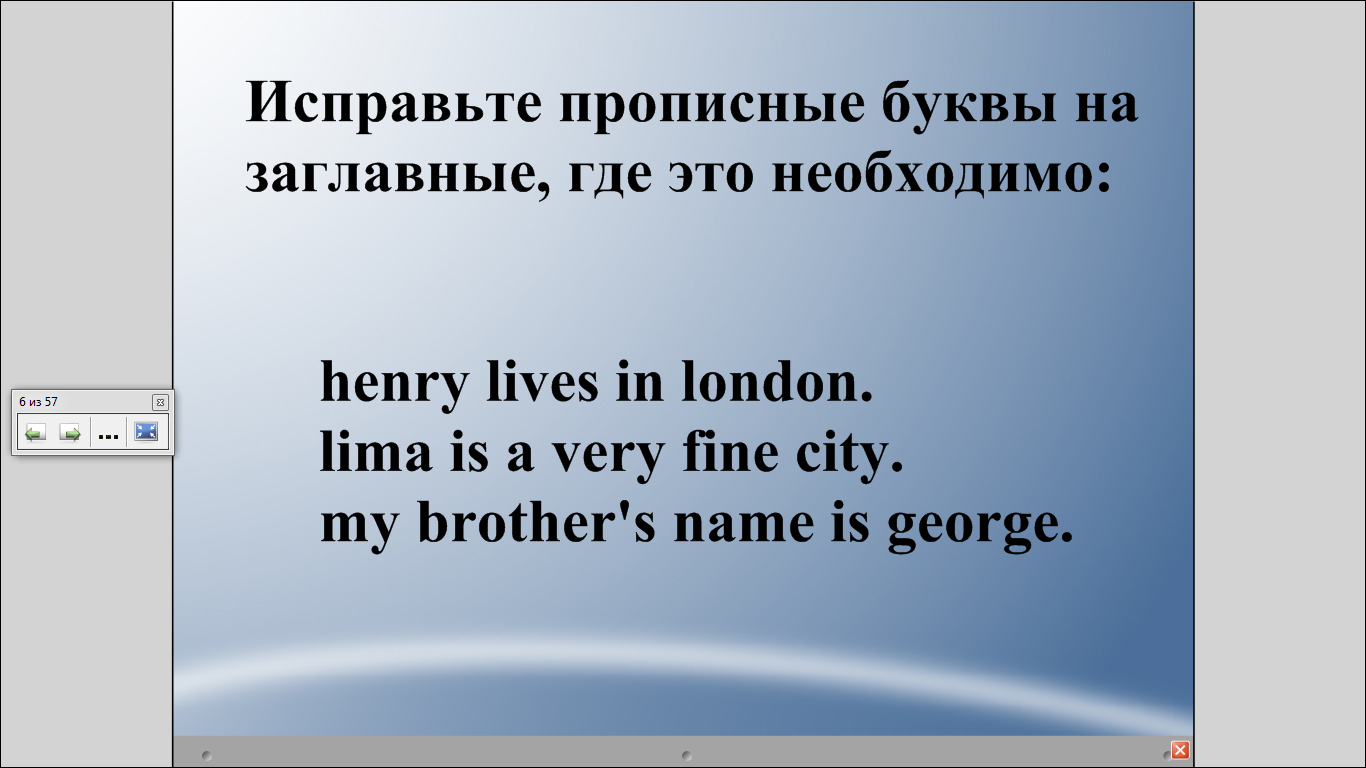 Исправьте прописные буквы на
заглавные, где это необходимо:
henry lives in london.
lima is a very fine city.
my brother's name is george.
6 из 57
...